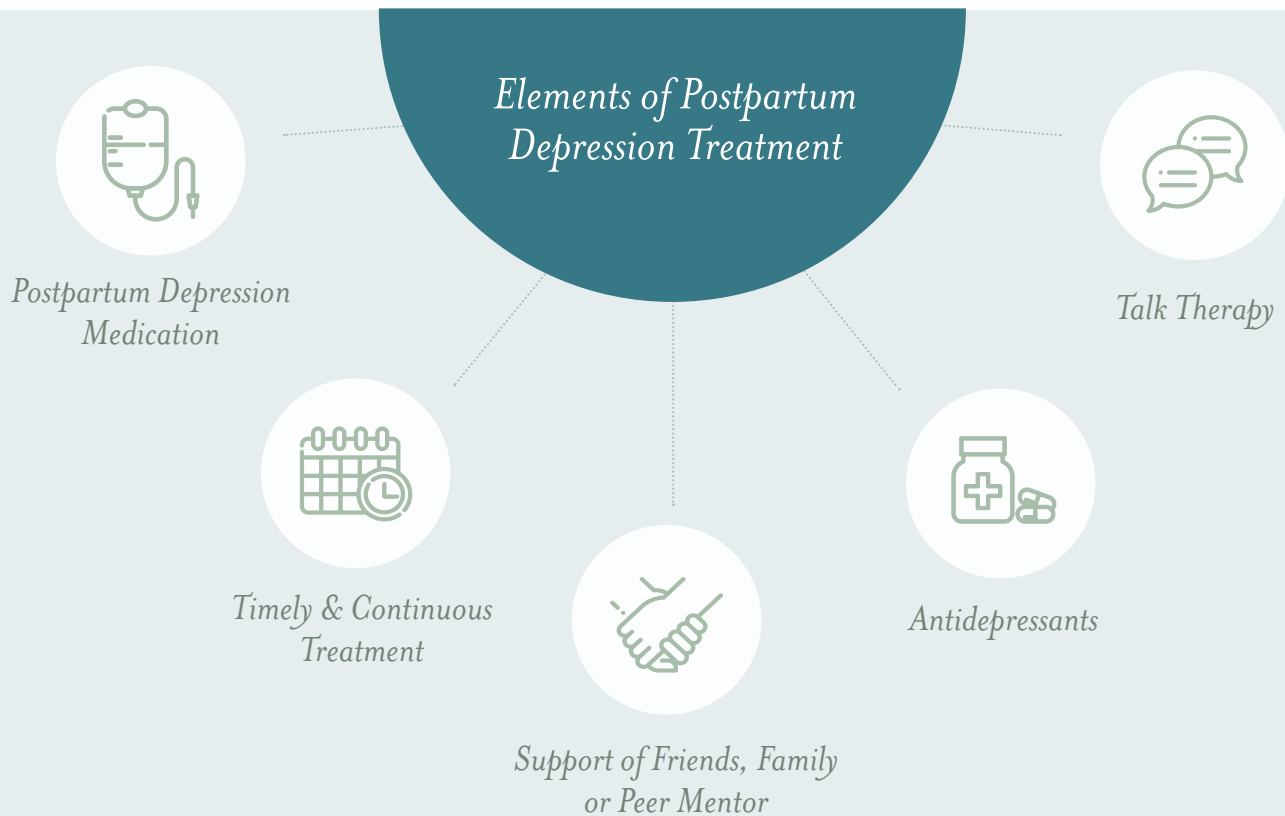 Elements of Postpartum
Depression Treatment
Postpartum Depression
Medication
Timely & Continuous
Treatment
Support of Friends, Family
or Peer Mentor
Antidepressants
Talk Therapy